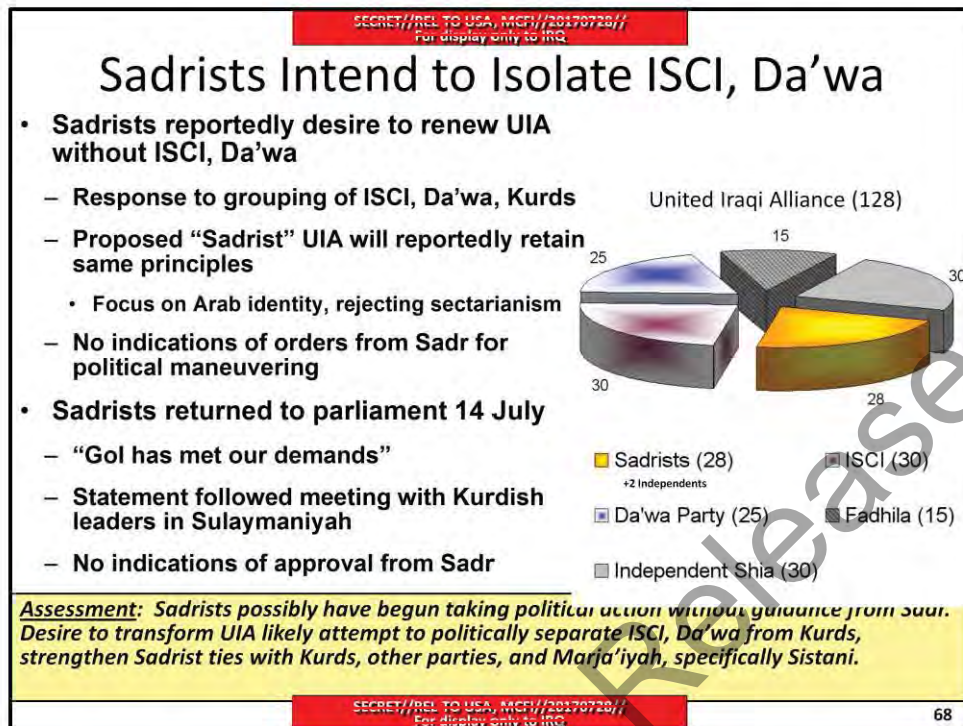 SECRET//REL TO USA, MCFI//20170728//
For display only to IRQ
Sadrists Intend to Isolate ISCI, Da’wa
• Sadrists reportedly desire to renew UIA
without ISCI, Da’wa
– Response to grouping of ISCI, Da’wa, Kurds
– Proposed “Sadrist” UIA will reportedly retain
same principles
• Focus on Arab identity, rejecting sectarianism
– No indications of orders from Sadr for
political maneuvering
• Sadrists returned to parliament 14 July
– “GoI has met our demands”
– Statement followed meeting with Kurdish
leaders in Sulaymaniyah
– No indications of approval from Sadr
United Iraqi Alliance (128)
15
25
30
30
28
Sadrists (28)
+2 Independents
ISCI (30)
Da'wa Party (25)
Fadhila (15)
Independent Shia (30)
Assessment: Sadrists possibly have begun taking political action without guidance from Sadr.
Desire to transform UIA likely attempt to politically separate ISCI, Da’wa from Kurds,
strengthen Sadrist ties with Kurds, other parties, and Marja’iyah, specifically Sistani.
SECRET//REL TO USA, MCFI//20170728//
For display only to IRQ
68
Release